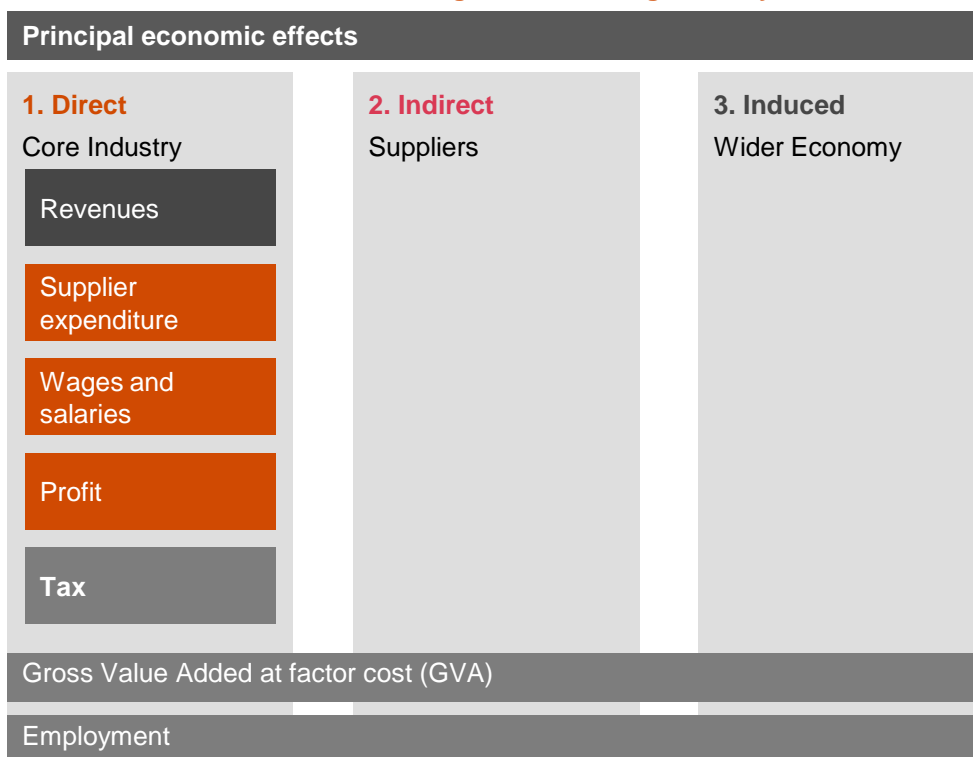 Principal economic effects
1. Direct
Core Industry
Revenues
Supplier
expenditure
Wages and
salaries
Profit
Tax
2. Indirect
Suppliers
3. Induced
Wider Economy
Gross Value Added at factor cost (GVA)
Employment